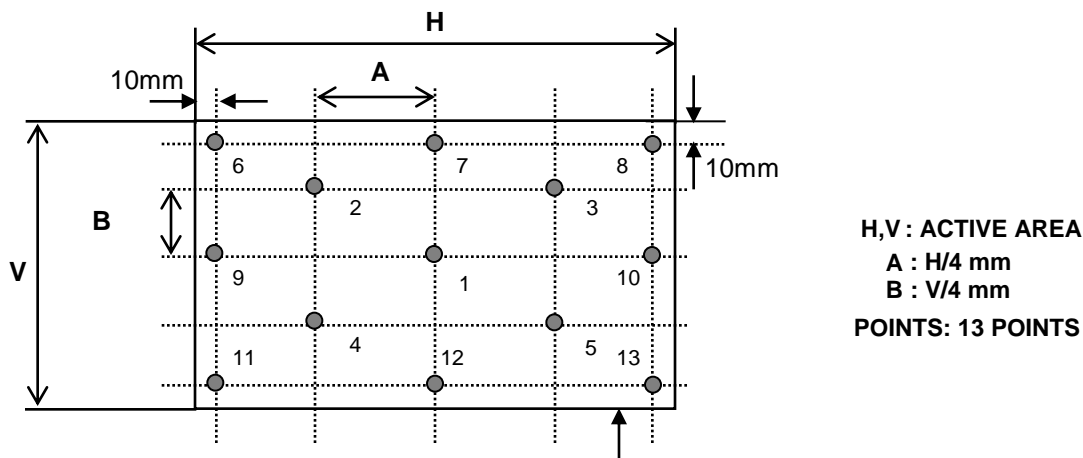 H
A
10mm
6
7
8
10mm
2
3
B
H,V : ACTIVE AREA
V
9
1
10
A : H/4 mm
B : V/4 mm
POINTS: 13 POINTS
4
5
11
12
13